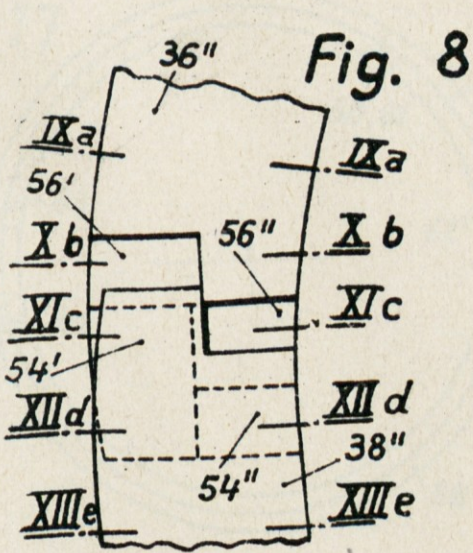 Fig. 8
36"
IXa IXa
56'
Xb 56" Xb
XIc XIc
54'
XIId XIId
54" 38"
XIIIe XIIIe